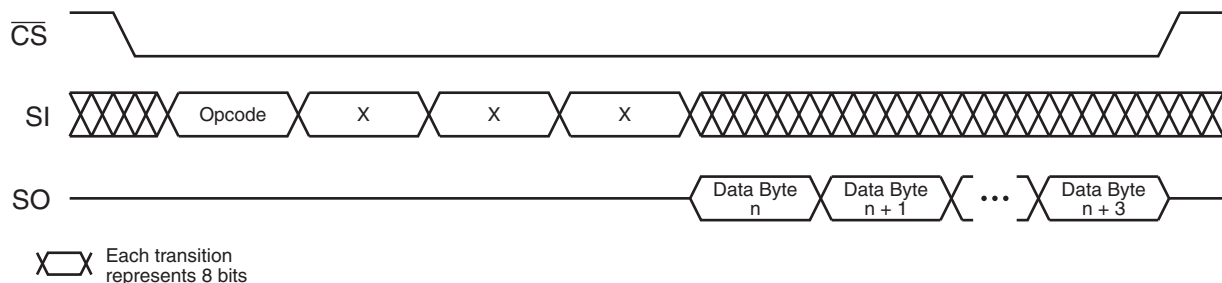 CS
SI
Opcode
X
X
X
SO
Data Byte
n
Data Byte
n + 1
•••
Data Byte
n + 3
Each transition
represents 8 bits